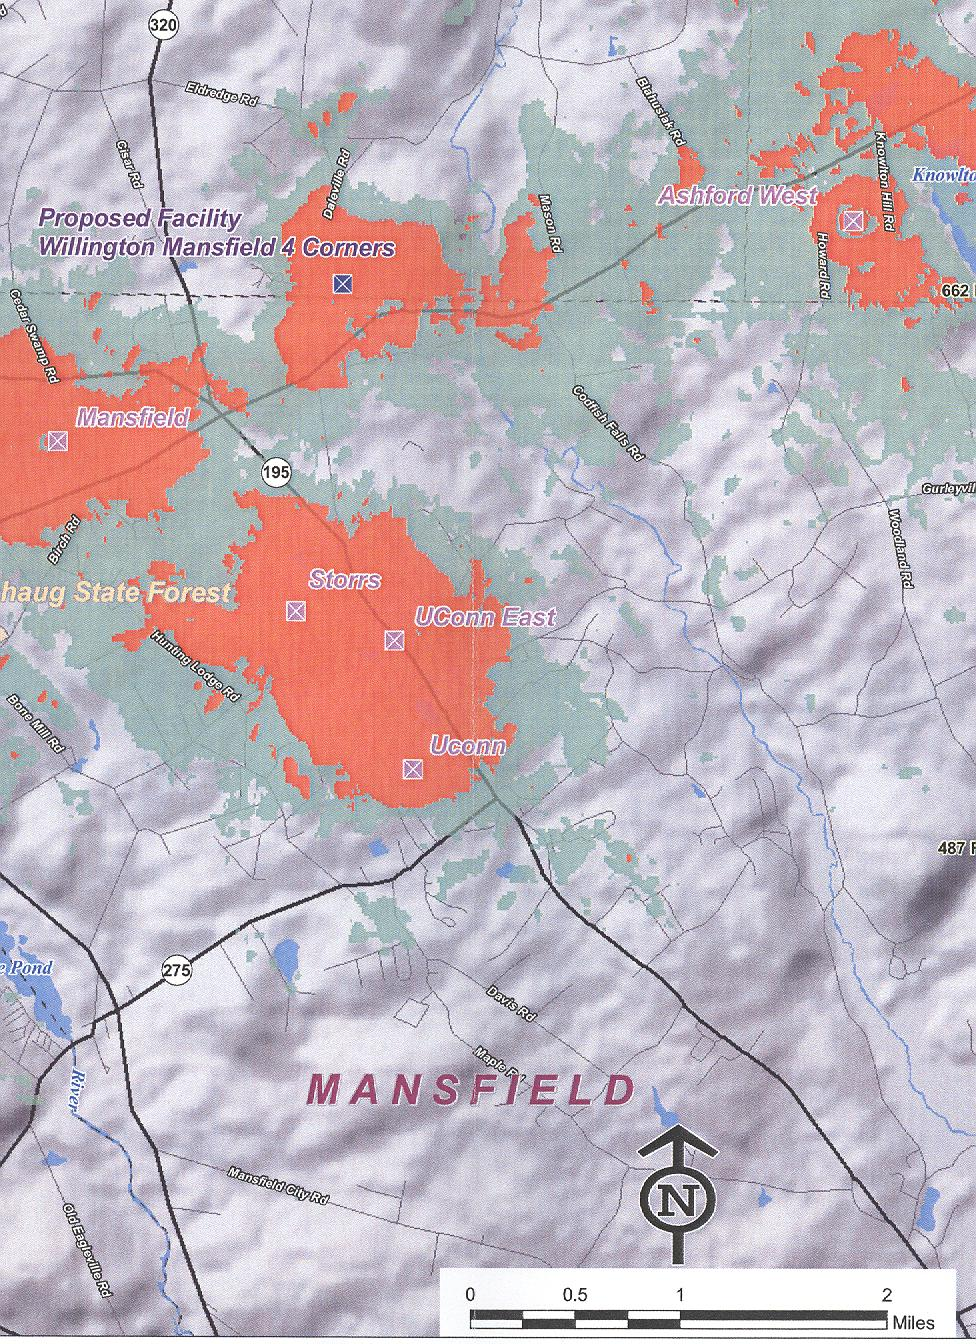 320
Eldredge Rd
Cisar Rd
Daleville Rd
Blahusiak Rd
Knowlton Hill Rd
Knowlto
Ashford West
Mason Rd
Howard Rd
Proposed Facility
Willington Mansfield 4 Corners
662
Cedar Swamp Rd
Mansfield
Codfish Falls Rd
195
Gurleyvil
Woodland Rd
Birch Rd
Storrs
haug State Forest
UConn East
Hunting Lodge Rd
Bone Mill Rd
Uconn
487 F
e Pond
275
Davis Rd
Maple
River
MANSFIELD
N
Mansfield City Rd
Old Eagleville Rd
0 0.5 1 2
Miles